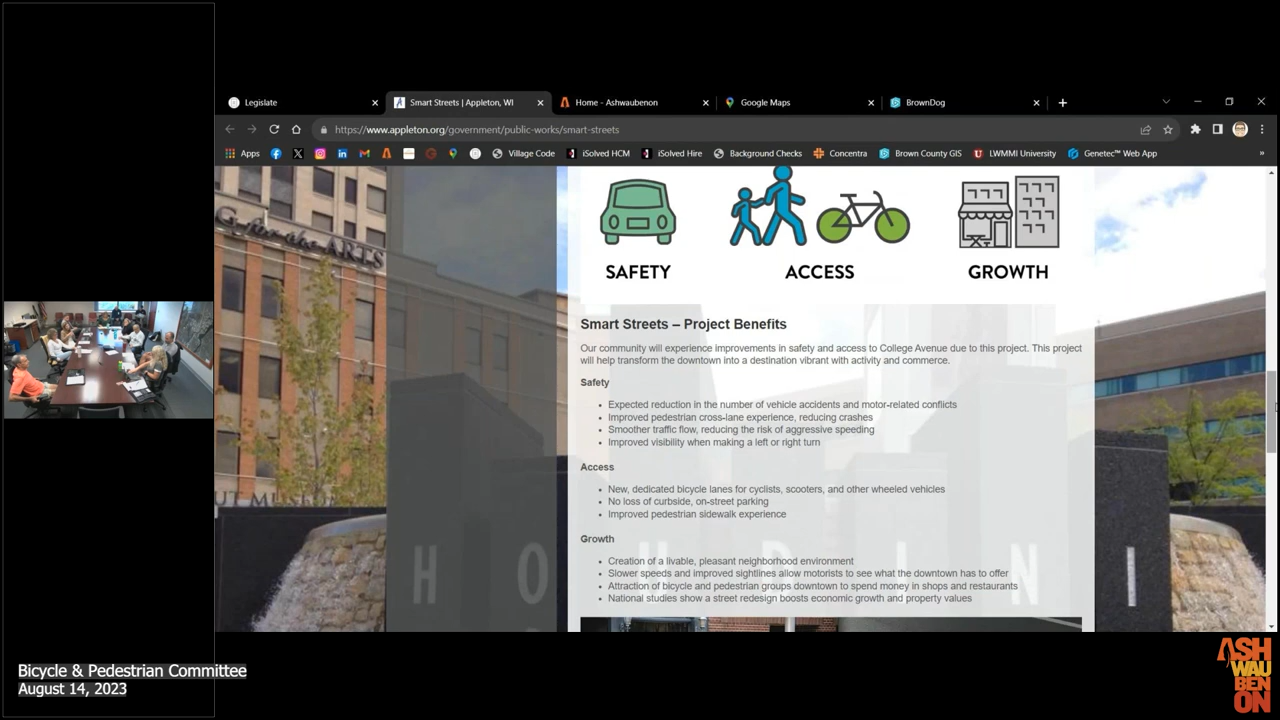 Legislate
Smart Streets | Appleton, WI
Home - Ashwaubenon
Google Maps
BrownDog
https://www.appleton.org/government/public-works/smart-streets
Apps
Village Code
iSolved HCM
iSolved Hire
Background Checks
Concentra
Brown County GIS
LWMMI University
Genetec™ Web App
G for the ARTS
SAFETY
ACCESS
GROWTH
Smart Streets – Project Benefits
Our community will experience improvements in safety and access to College Avenue due to this project. This project
will help transform the downtown into a destination vibrant with activity and commerce.
Safety
Expected reduction in the number of vehicle accidents and motor-related conflicts
Improved pedestrian cross-lane experience, reducing crashes
Smoother traffic flow, reducing the risk of aggressive speeding
Improved visibility when making a left or right turn
Access
New, dedicated bicycle lanes for cyclists, scooters, and other wheeled vehicles
No loss of curbside, on-street parking
Improved pedestrian sidewalk experience
Growth
Creation of a livable, pleasant neighborhood environment
Slower speeds and improved sightlines allow motorists to see what the downtown has to offer
Attraction of bicycle and pedestrian groups downtown to spend money in shops and restaurants
National studies show a street redesign boosts economic growth and property values
HOUDINI
Bicycle & Pedestrian Committee
August 14, 2023
ASH
WAU
BEN
ON